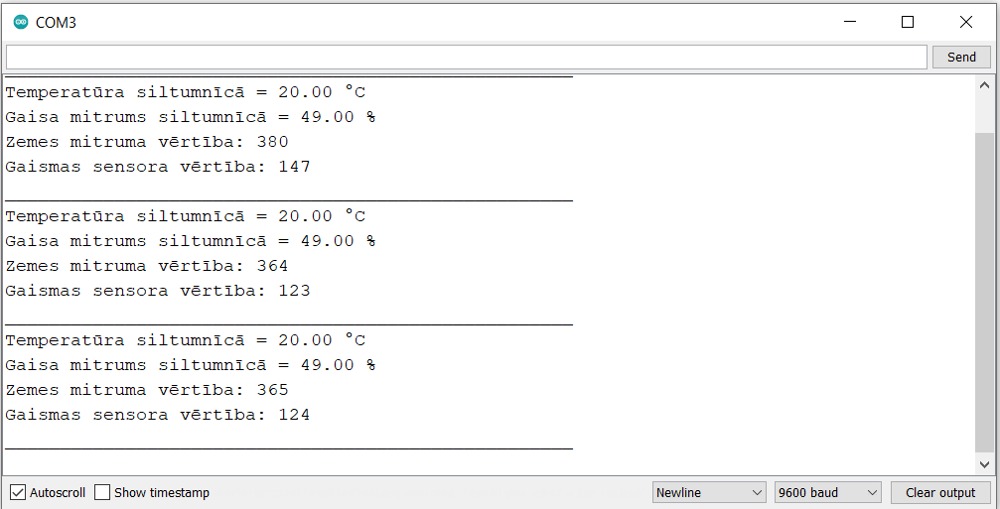 COM3
Send
Temperatūra siltumnīcā = 20.00 °C
Gaisa mitrums siltumnīcā = 49.00 %
Zemes mitruma vērtība: 380
Gaismas sensora vērtība: 147
Temperatūra siltumnīcā = 20.00 °C
Gaisa mitrums siltumnīcā = 49.00 %
Zemes mitruma vērtība: 364
Gaismas sensora vērtība: 123
Temperatūra siltumnīcā = 20.00 °C
Gaisa mitrums siltumnīcā = 49.00 %
Zemes mitruma vērtība: 365
Gaismas sensora vērtība: 124
Autoscroll Show timestamp Newline 9600 baud Clear output